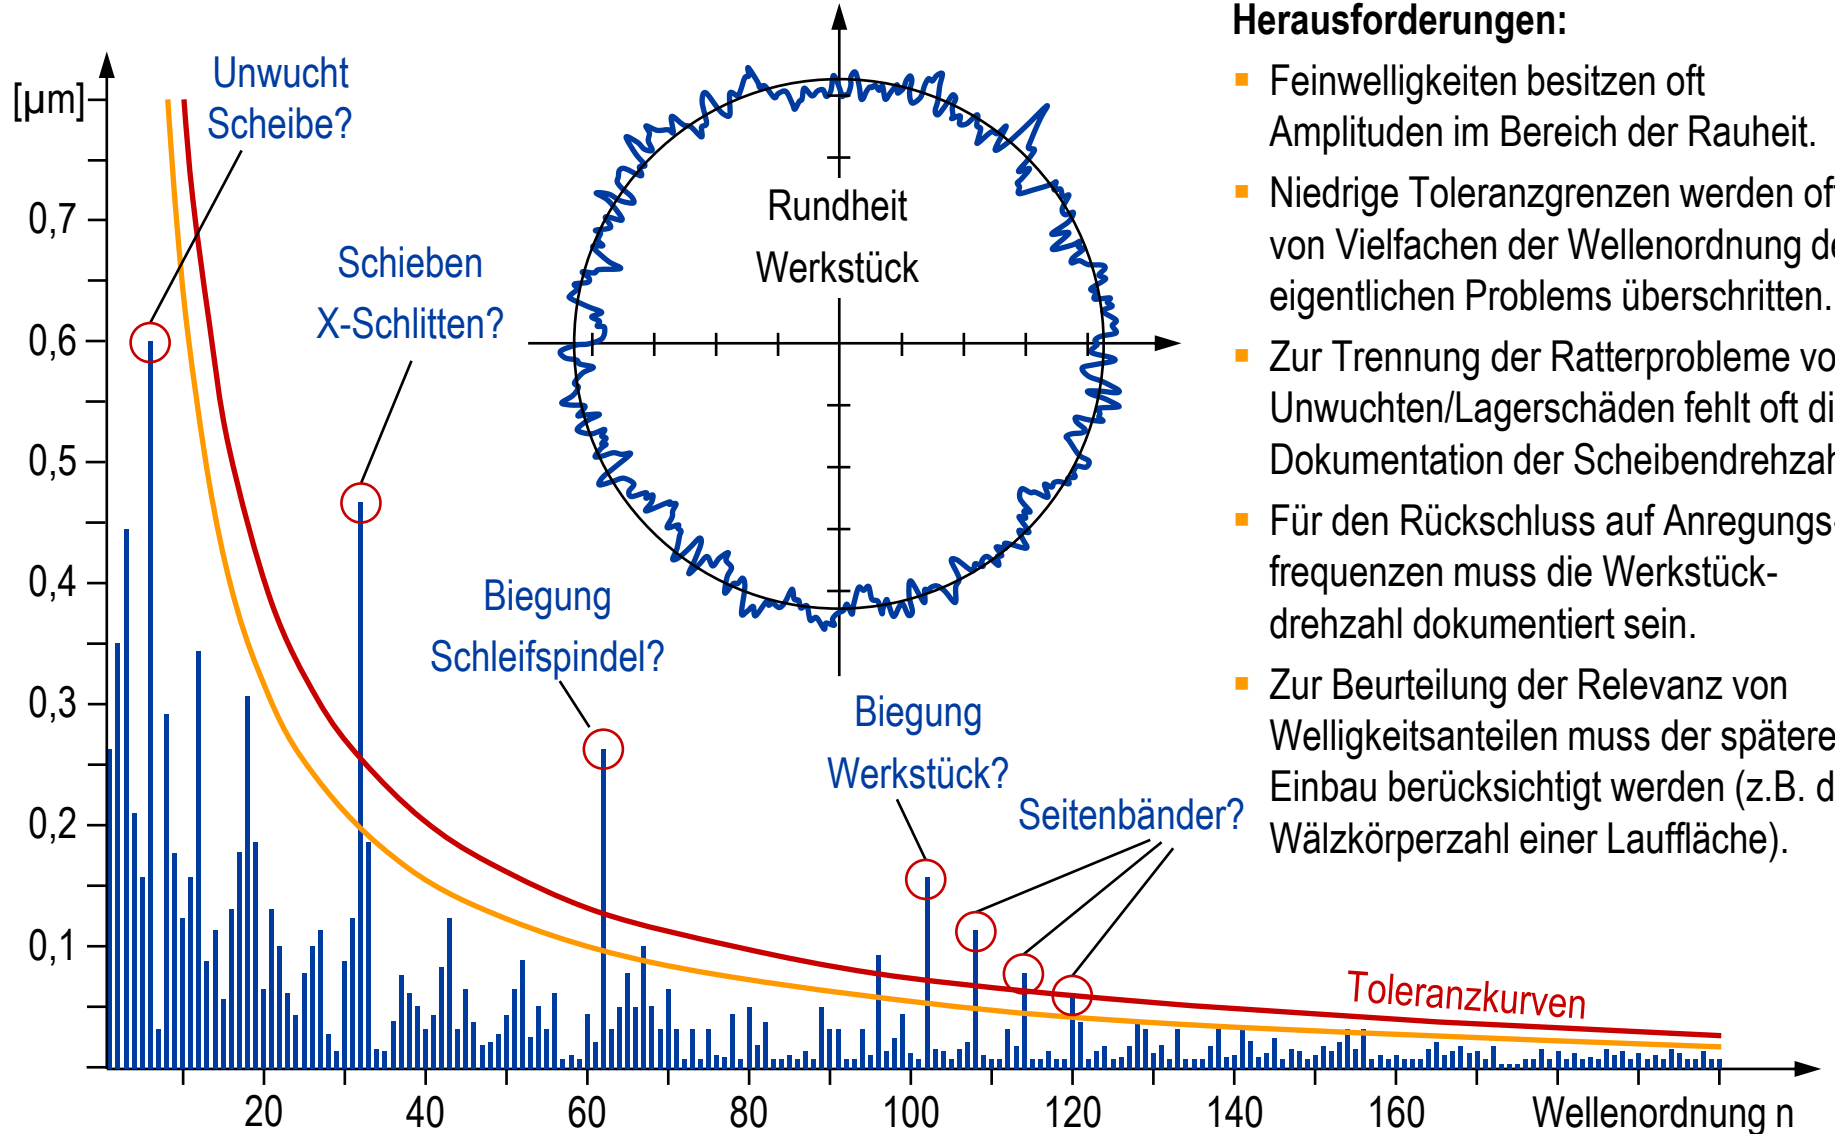 [µm]
0,7
0,6
0,5
0,4
0,3
0,2
0,1
Unwucht
Scheibe?
Schieben
X-Schlitten?
Biegung
Schleifspindel?
Biegung
Werkstück?
Seitenbänder?
Toleranzkurven
Rundheit
Werkstück
20
40
60
80
100
120
140
160
Wellenordnung n
Herausforderungen:
Feinwelligkeiten besitzen oft
Amplituden im Bereich der Rauheit.
Niedrige Toleranzgrenzen werden
von Vielfachen der Wellenordnung
eigentlichen Problems überschritten.
Zur Trennung der Ratterprobleme
Unwuchten/Lagerschäden fehlt oft
Dokumentation der
Für den Rückschluss auf Anregungs-
frequenzen muss die Werkstück-
drehzahl dokumentiert sein.
Zur Beurteilung der Relevanz von
Welligkeitsanteilen muss der spätere
Einbau berücksichtigt werden (z.B.
Wälzkörperzahl einer Lauffläche).